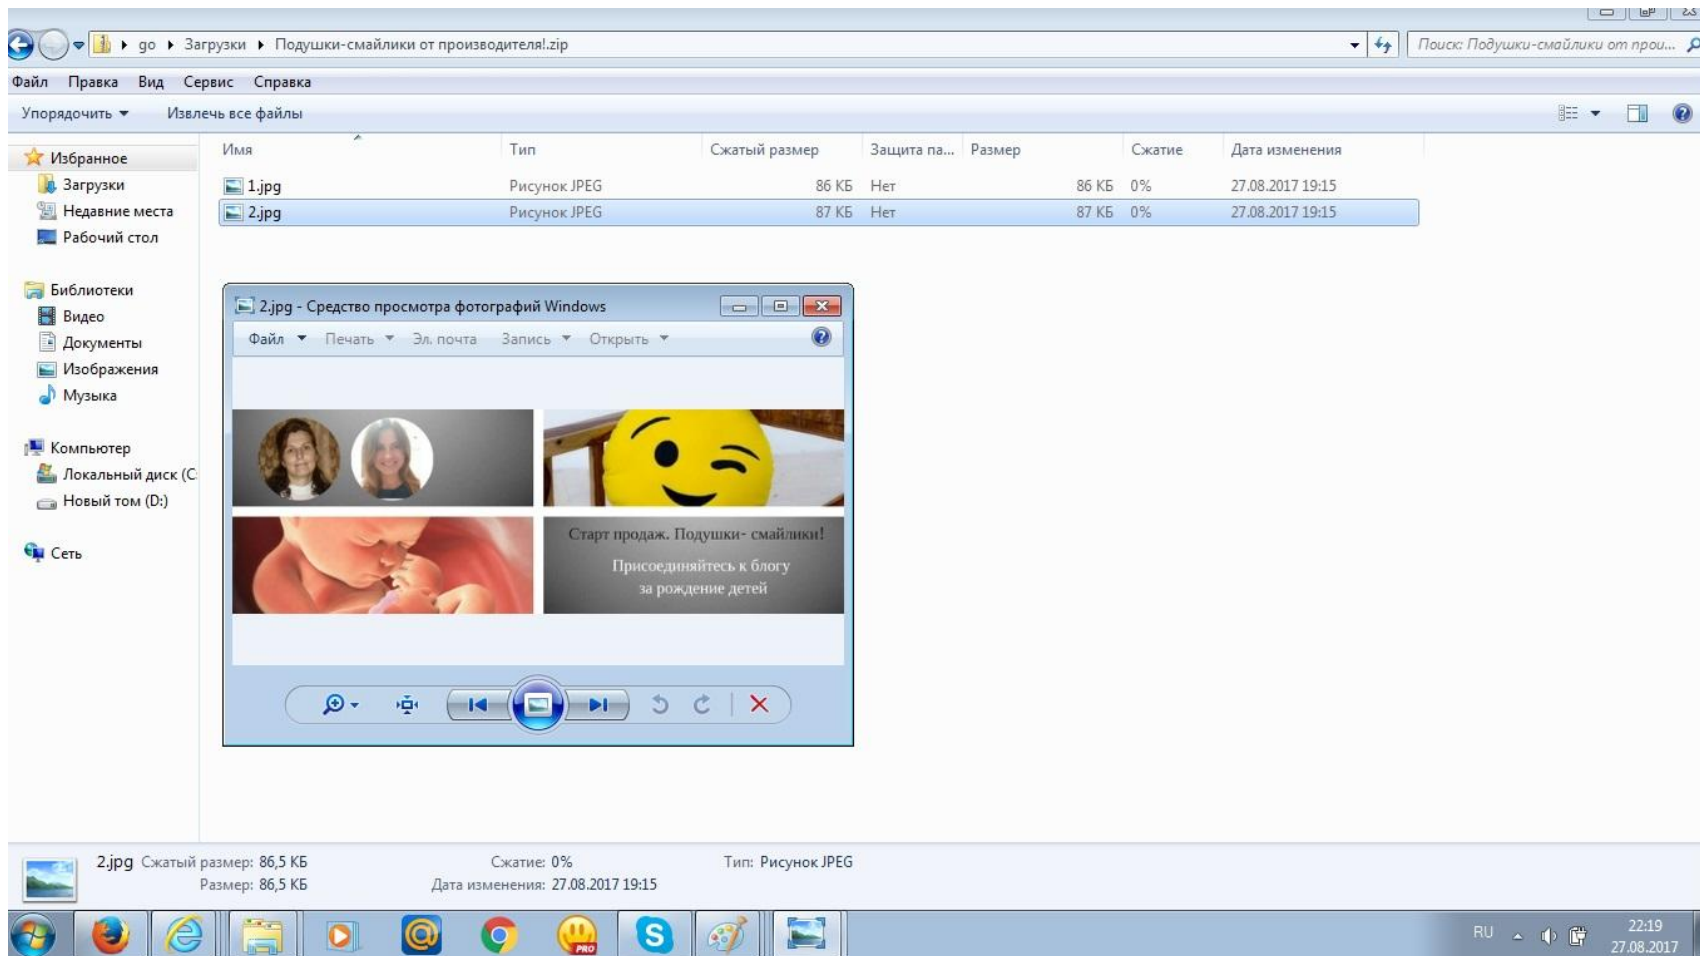 go ▸ Загрузки ▸ Подушки-смайлики от производителя!.zip
Поиск: Подушки-смайлики от прои...
Файл Правка Вид Сервис Справка
Упорядочить Извлечь все файлы
Имя Тип Сжатый размер Защита па... Размер Сжатие Дата изменения
1.jpg Рисунок JPEG 86 КБ Нет 86 КБ 0% 27.08.2017 19:15
2.jpg Рисунок JPEG 87 КБ Нет 87 КБ 0% 27.08.2017 19:15
Избранное
Загрузки
Недавние места
Рабочий стол
Библиотеки
Видео
Документы
Изображения
Музыка
Компьютер
Локальный диск (C:
Новый том (D:)
Сеть
2.jpg - Средство просмотра фотографий Windows
Файл Печать Эл. почта Запись Открыть
Старт продаж. Подушки- смайлики!
Присоединяйтесь к блогу
за рождение детей
2.jpg Сжатый размер: 86,5 КБ Сжатие: 0% Тип: Рисунок JPEG
Размер: 86,5 КБ Дата изменения: 27.08.2017 19:15
PRO
S
RU 22:19
27.08.2017